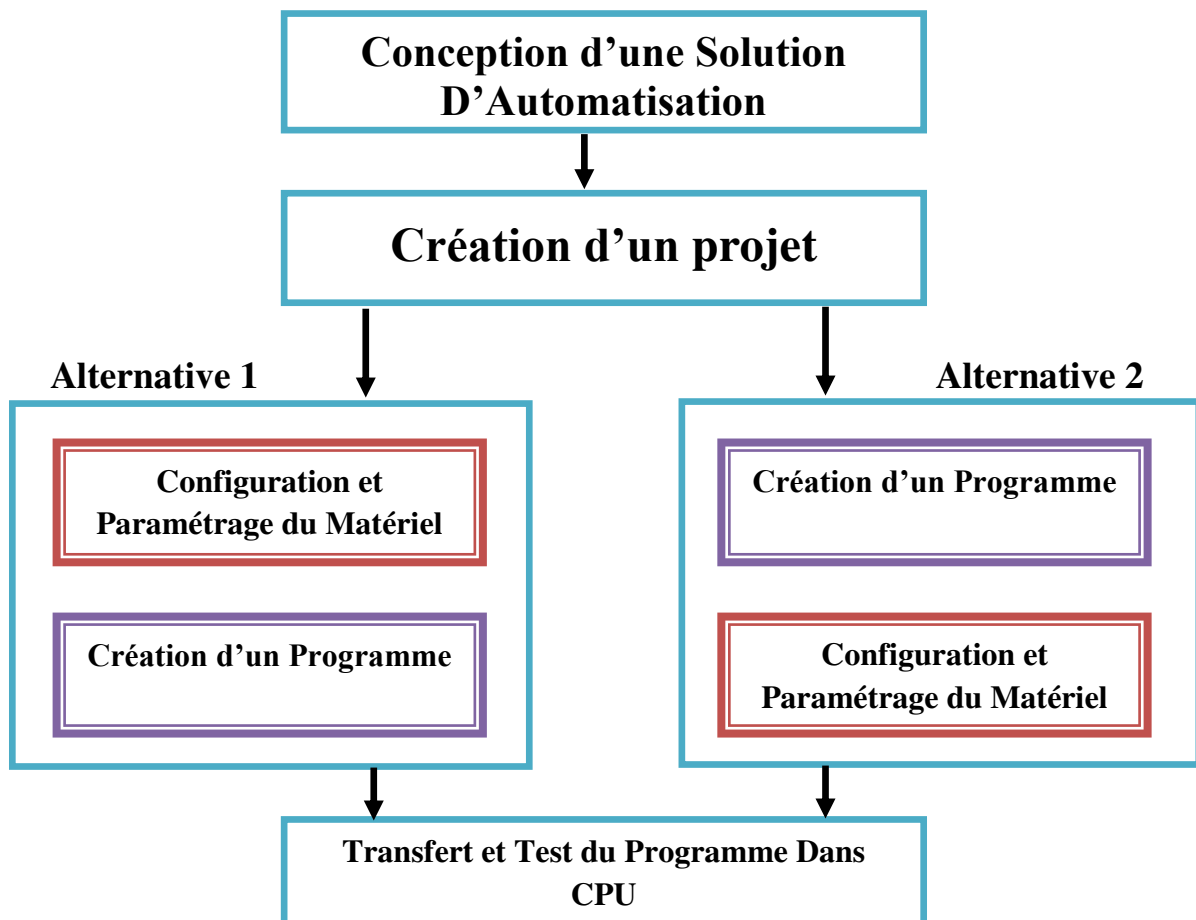 Conception d’une Solution
D’Automatisation
Création d’un projet
Alternative 1
Alternative 2
Configuration et
Paramétrage du Matériel
Création d’un Programme
Création d’un Programme
Configuration et
Paramétrage du Matériel
Transfert et Test du Programme Dans
CPU